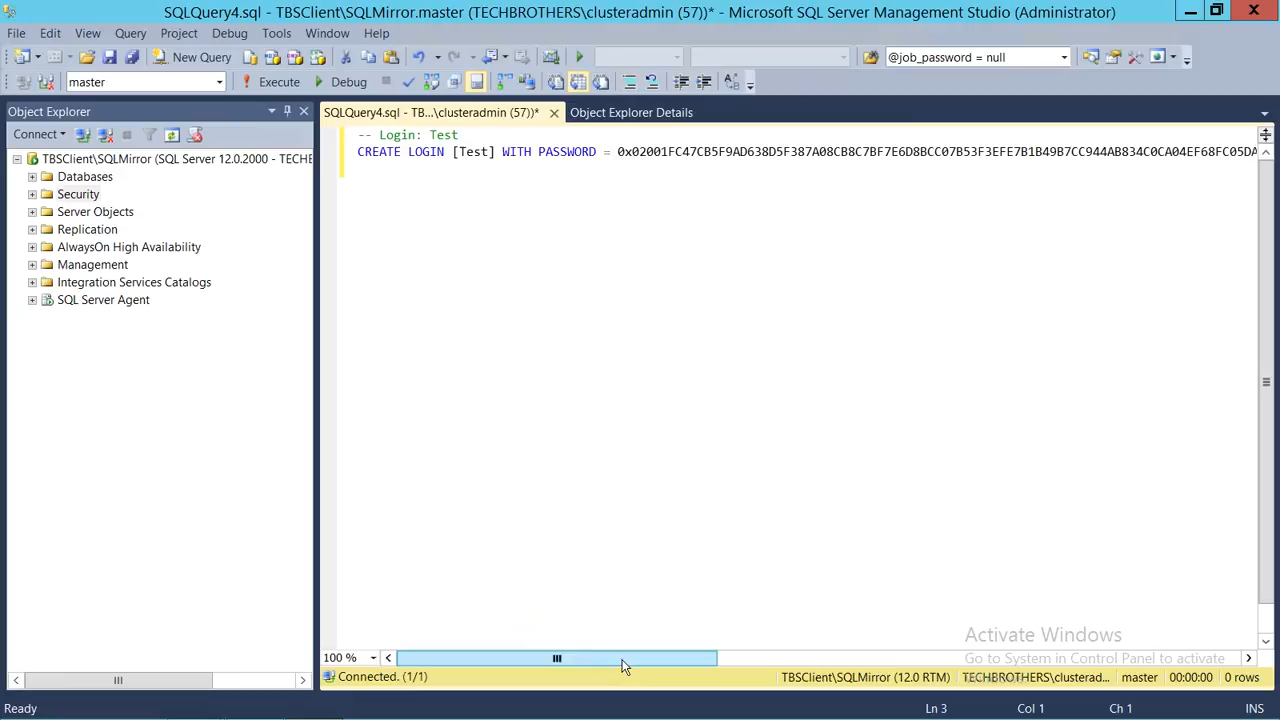 SQLQuery4.sql - TBSClient\SQLMirror.master (TECHBROTHERS\clusteradmin (57))* - Microsoft SQL Server Management Studio (Administrator)
File Edit View Query Project Debug Tools Window Help
New Query @job_password = null
master Execute Debug
Object Explorer
SQLQuery4.sql - TB...\clusteradmin (57))* Object Explorer Details
Connect
TBSClient\SQLMirror (SQL Server 12.0.2000 - TECHE
Databases
Security
Server Objects
Replication
AlwaysOn High Availability
Management
Integration Services Catalogs
SQL Server Agent
-- Login: Test
CREATE LOGIN [Test] WITH PASSWORD = 0x02001FC47CE5F9AD638D5F387A08CB8C7BF7E6D8BCC07B53F3EFE7B1B49B7CC944AB834C0CA04EF68FC05DA
Activate Windows
Go to System in Control Panel to activate
100 %
Connected. (1/1) TBSClient\SQLMirror (12.0 RTM) TECHBROTHERS\clusterad... master 00:00:00 0 rows
Ready Ln 3 Col 1 Ch 1 INS